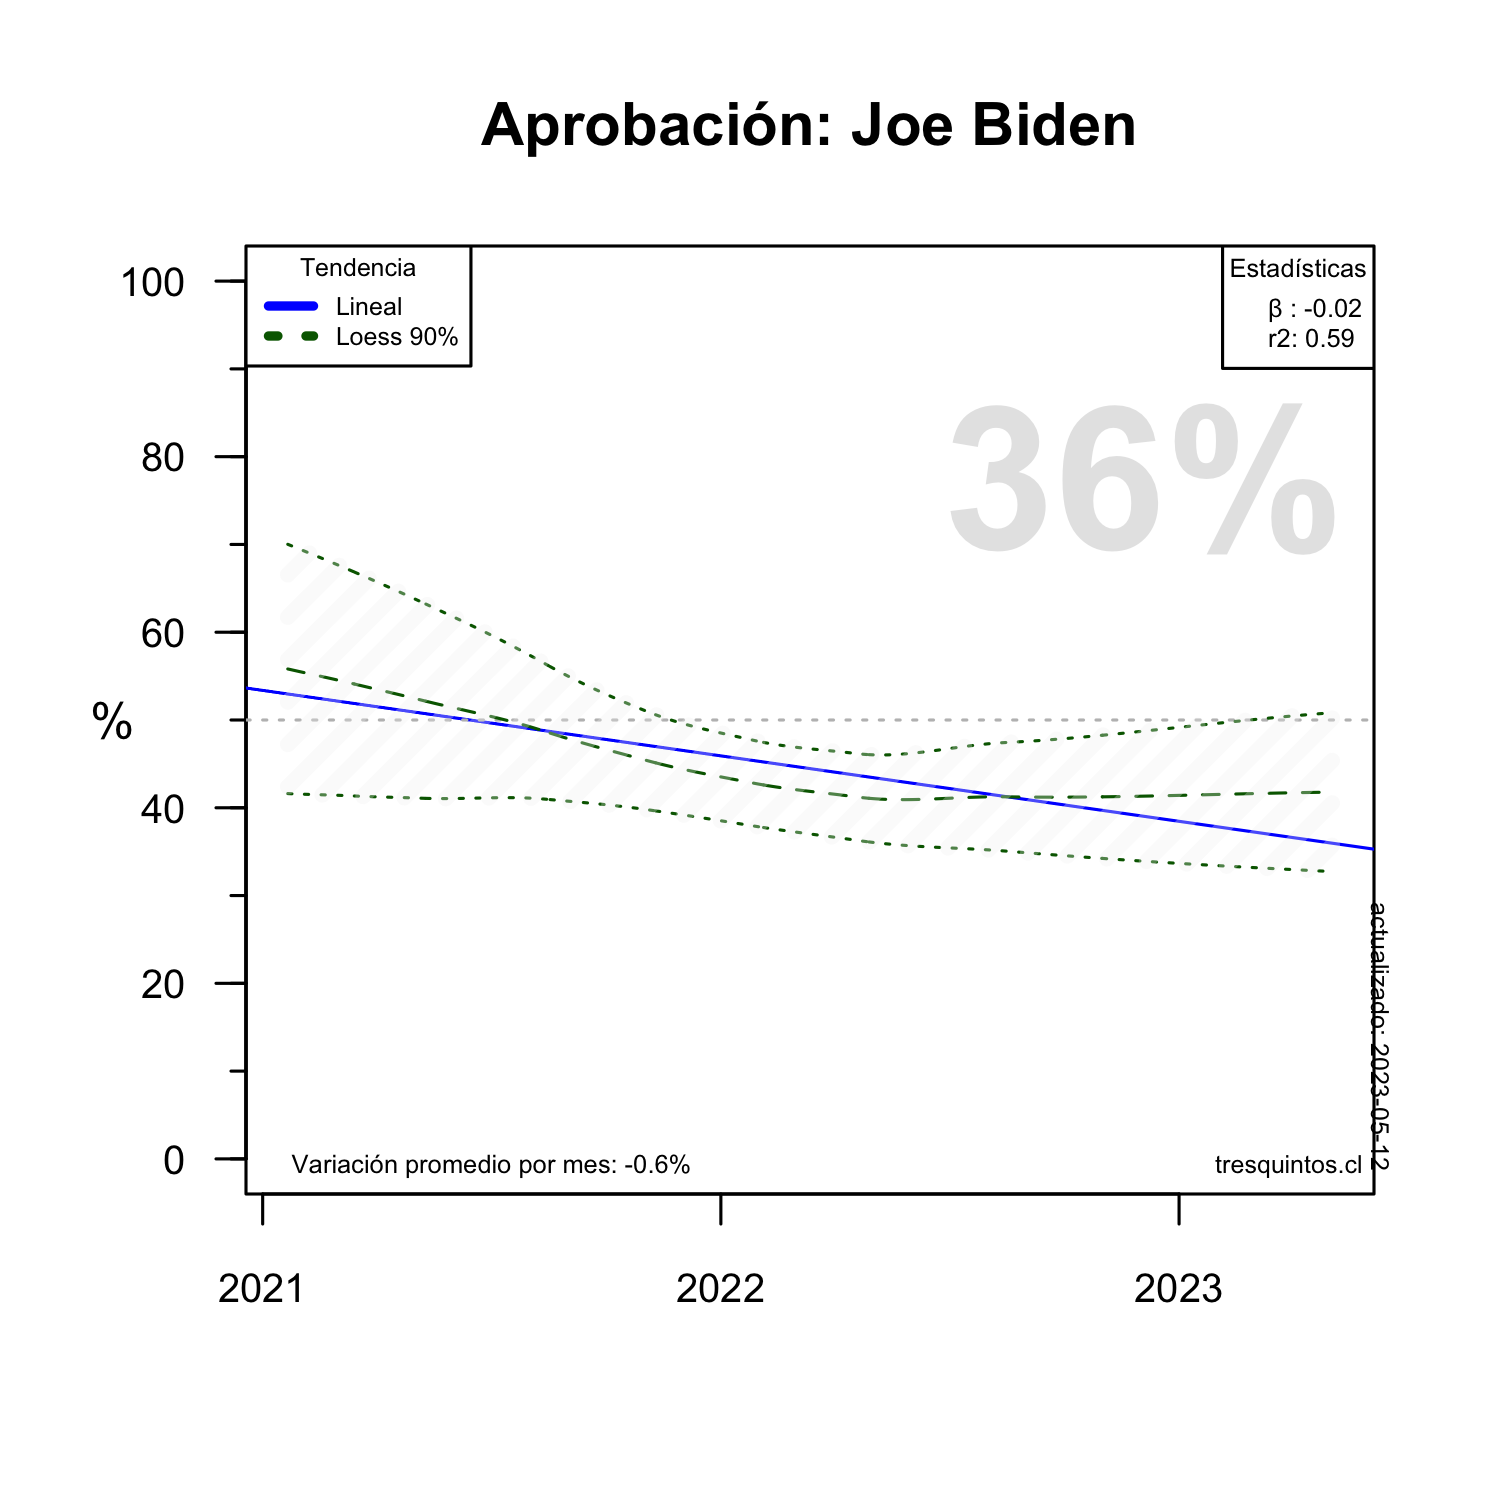 Aprobación: Joe Biden
Tendencia
Lineal
Loess 90%
Estadísticas
β : -0.02
r2: 0.59
36%
100
80
60
%
40
20
0
Variación promedio por mes: -0.6%
tresquintos.cl
actualizado: 2023-05-12
2021
2022
2023